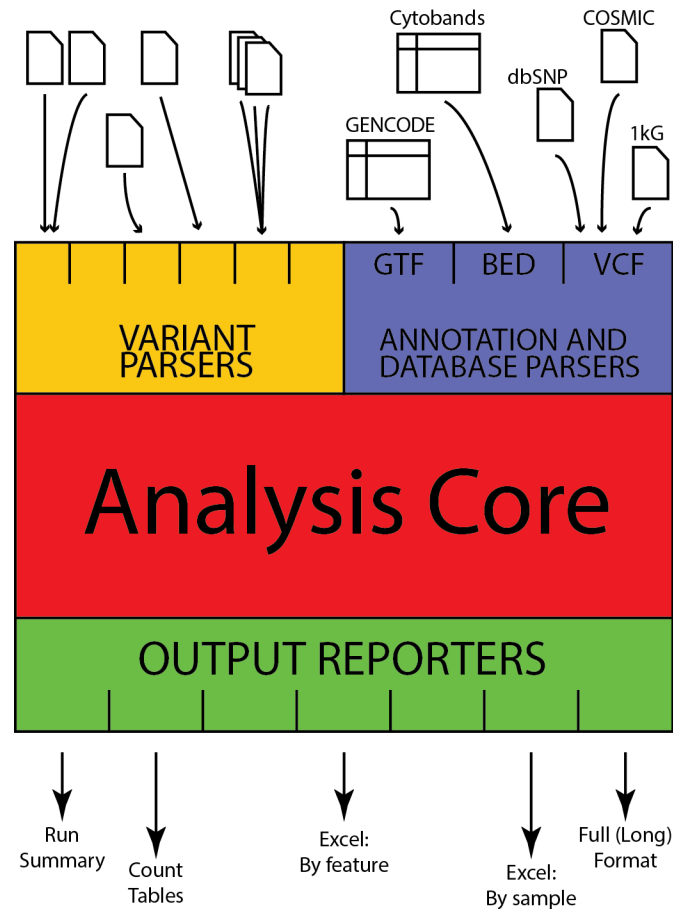 Cytobands
COSMIC
dbSNP
GENCODE
1kG
GTF
BED
VCF
VARIANT
PARSERS
ANNOTATION AND
DATABASE PARSERS
Analysis Core
OUTPUT REPORTERS
Run
Summary
Count
Tables
Excel:
By feature
Excel:
By sample
Full (Long)
Format